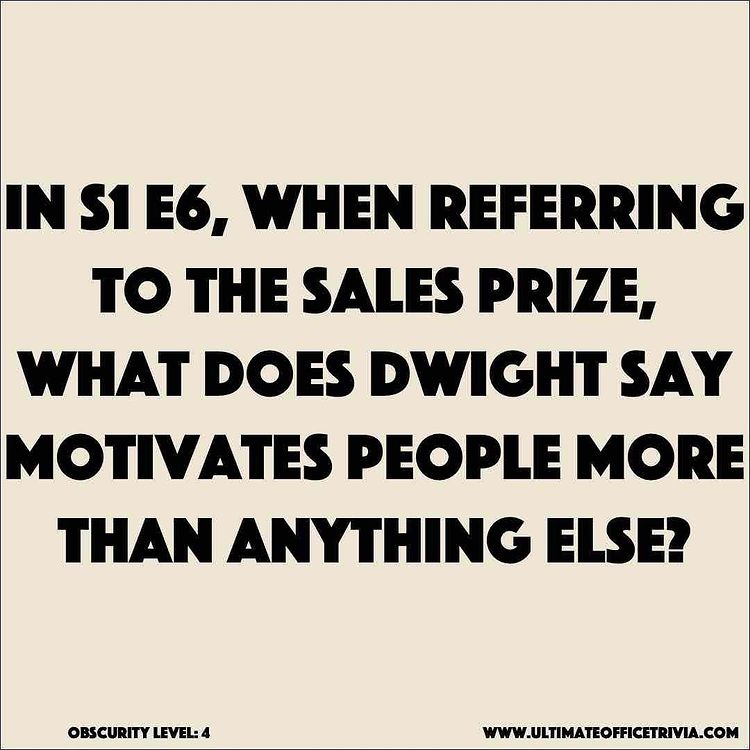 IN S1 E6, WHEN REFERRING
TO THE SALES PRIZE,
WHAT DOES DWIGHT SAY
MOTIVATES PEOPLE MORE
THAN ANYTHING ELSE?
OBSCURITY LEVEL: 4
WWW.ULTIMATEOFFICETRIVIA.COM